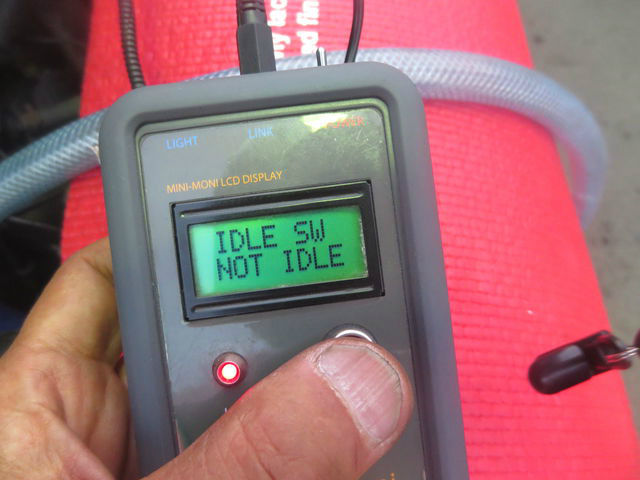 LIGHT LINK
MINI-MONI LCD DISPLAY
IDLE SW
NOT IDLE